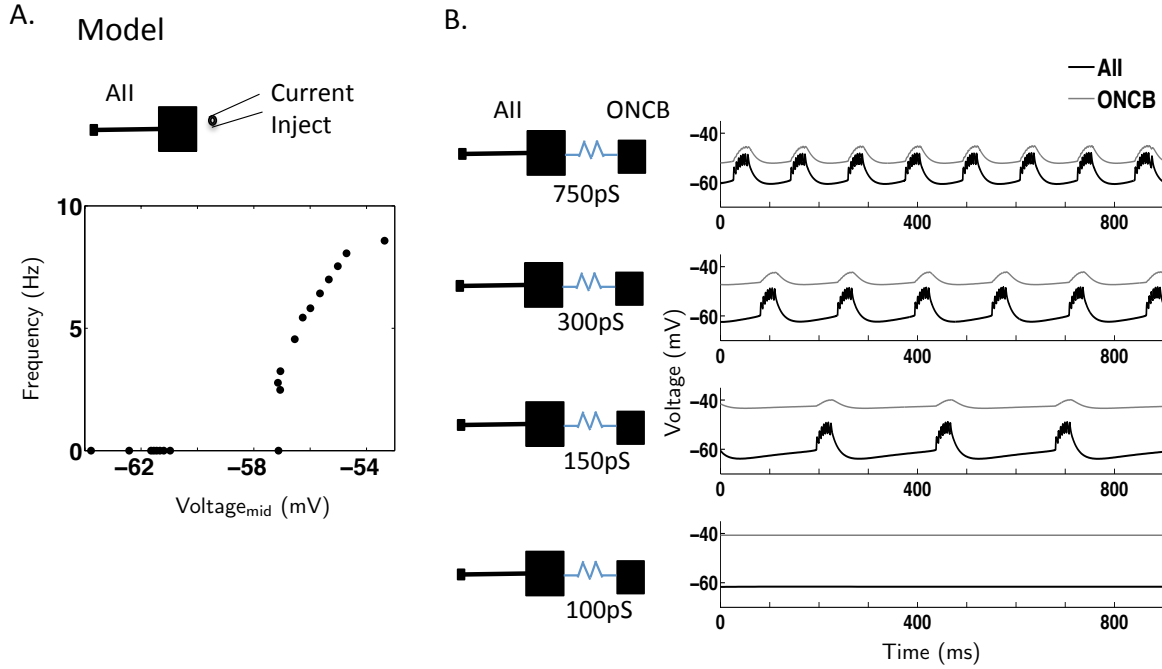 A.
Model
AII
Current
Inject
10
5
0
−62
−58
−54
Frequency (Hz)
Voltage_mid (mV)
B.
AII
ONCB
AII
ONCB
750pS
−40
−60
0
400
800
300pS
−40
−60
0
400
800
150pS
−40
−60
0
400
800
100pS
−40
−60
0
400
800
Voltage (mV)
Time (ms)